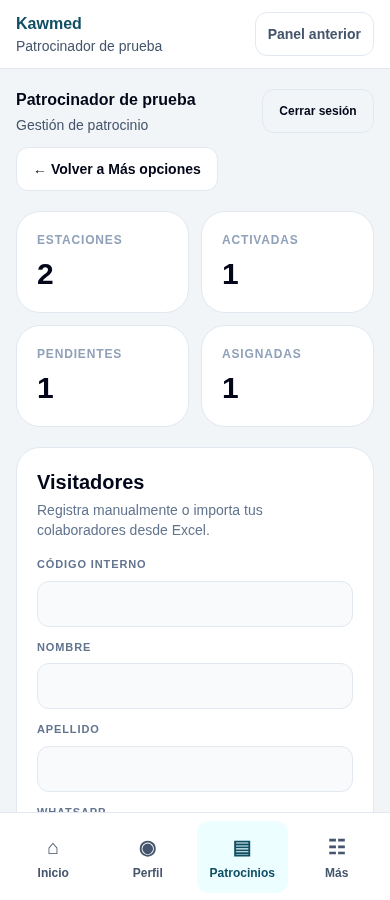 Kawmed
Patrocinador de prueba
Panel anterior
Patrocinador de prueba
Gestión de patrocinio
Cerrar sesión
← Volver a Más opciones
ESTACIONES
2
ACTIVADAS
1
PENDIENTES
1
ASIGNADAS
1
Visitadores
Registra manualmente o importa tus
colaboradores desde Excel.
CÓDIGO INTERNO
NOMBRE
APELLIDO
WHATSAPP
Inicio
Perfil
Patrocinios
Más